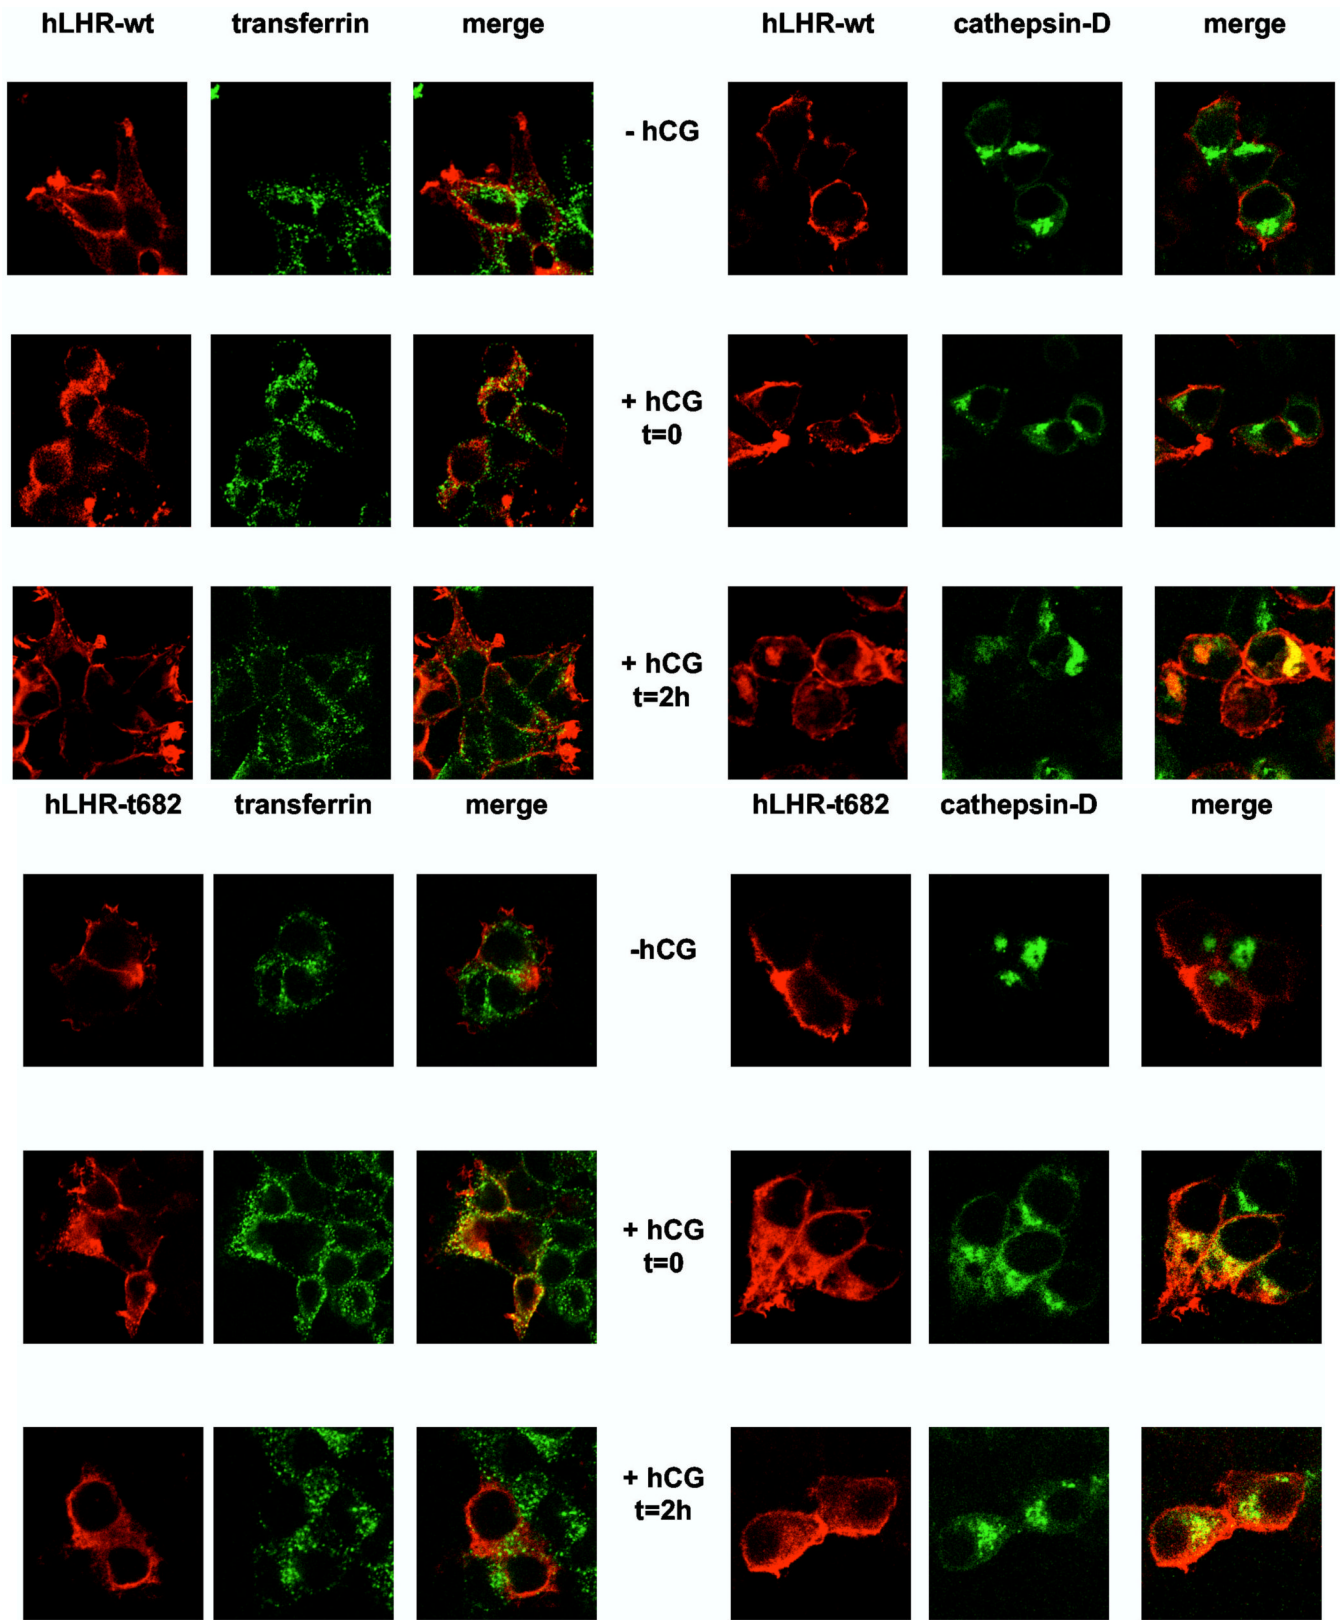 hLHR-wt transferrin merge hLHR-wt cathepsin-D merge
- hCG
+ hCG
t=0
+ hCG
t=2h
hLHR-t682 transferrin merge hLHR-t682 cathepsin-D merge
-hCG
+ hCG
t=0
+ hCG
t=2h